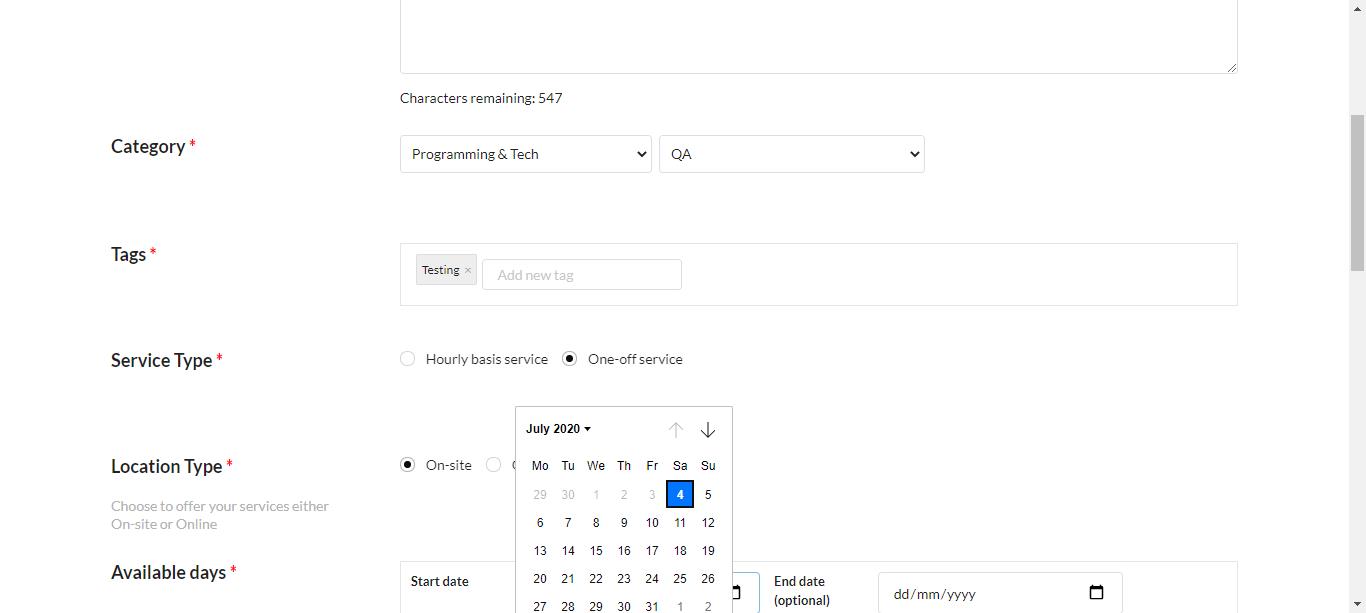 Characters remaining: 547
Category *
Programming & Tech
QA
Tags *
Testing ×
Add new tag
Service Type *
Hourly basis service
One-off service
July 2020
Mo Tu We Th Fr Sa Su
29 30 1 2 3 4 5
6 7 8 9 10 11 12
13 14 15 16 17 18 19
20 21 22 23 24 25 26
27 28 29 30 31 1 2
Location Type *
On-site
Choose to offer your services either
On-site or Online
Available days *
Start date
End date
(optional)
dd/mm/yyyy